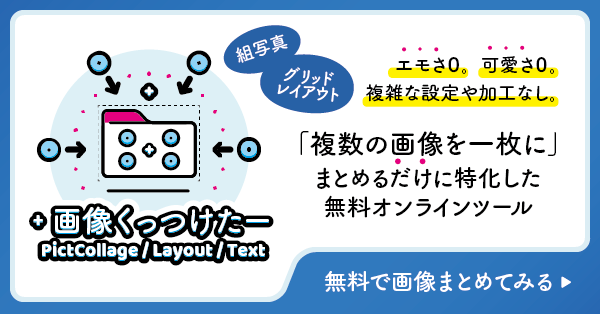 組写真
グリッド
レイアウト
エモさ0。 可愛さ0。
複雑な設定や加工なし。
「複数の画像を一枚に」
まとめるだけに特化した
無料オンラインツール
画像くっつけたー
PictCollage / Layout / Text
無料で画像まとめてみる